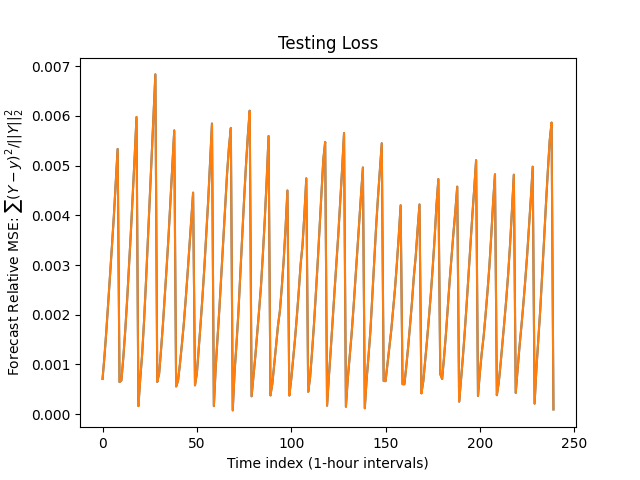 Testing Loss
Forecast Relative MSE: ∑(Y − y)²/||Y||₂²
0.007
0.006
0.005
0.004
0.003
0.002
0.001
0.000
0 50 100 150 200 250
Time index (1-hour intervals)